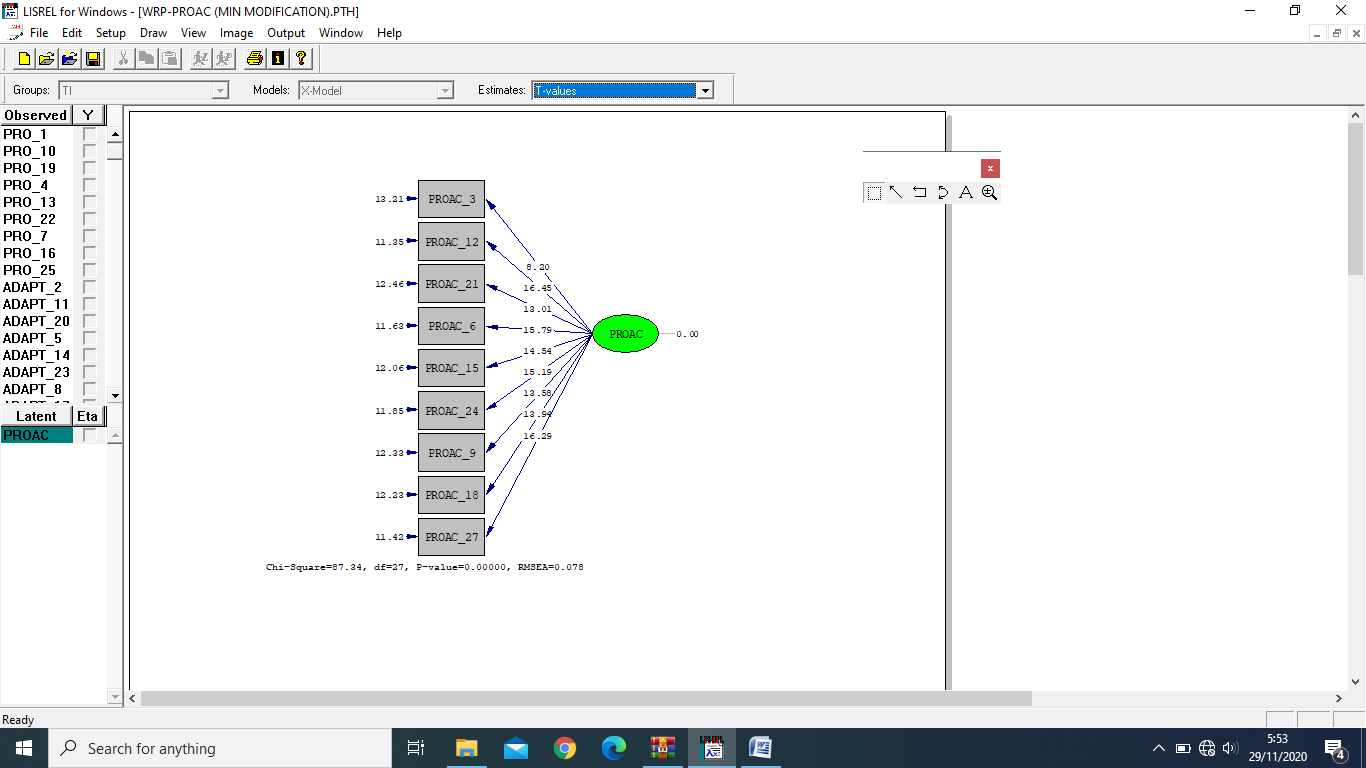 LISREL for Windows - [WRP-PROAC (MIN MODIFICATION).PTH]
File Edit Setup Draw View Image Output Window Help
Groups: TI Models: X-Model Estimates: T-values
Observed Y
PRO_1
PRO_10
PRO_19
PRO_4
PRO_13
PRO_22
PRO_7
PRO_16
PRO_25
ADAPT_2
ADAPT_11
ADAPT_20
ADAPT_5
ADAPT_14
ADAPT_23
ADAPT_8
Latent Eta
PROAC
13.21 PROAC_3
11.35 PROAC_12
12.46 PROAC_21
11.63 PROAC_6
12.06 PROAC_15
11.85 PROAC_24
12.33 PROAC_9
12.23 PROAC_18
11.42 PROAC_27
8.20
16.45
13.01
15.79
14.54
15.19
13.58
13.94
16.29
PROAC 0.00
Chi-Square=87.34, df=27, P-value=0.00000, RMSEA=0.078
A
Ready
Search for anything
5:53
29/11/2020
4